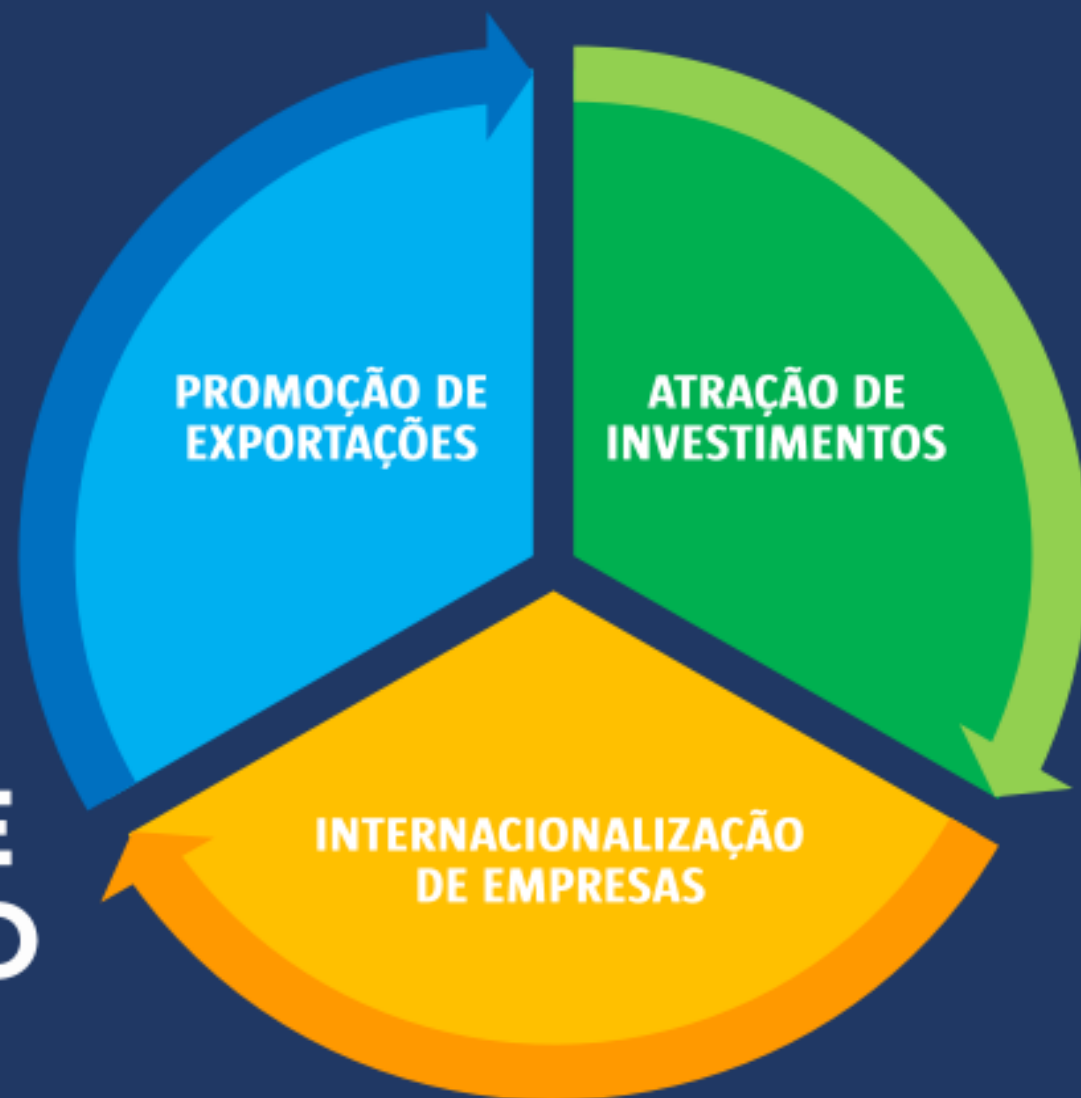 PROMOÇÃO DE
EXPORTAÇÕES
ATRAÇÃO DE
INVESTIMENTOS
INTERNACIONALIZAÇÃO
DE EMPRESAS